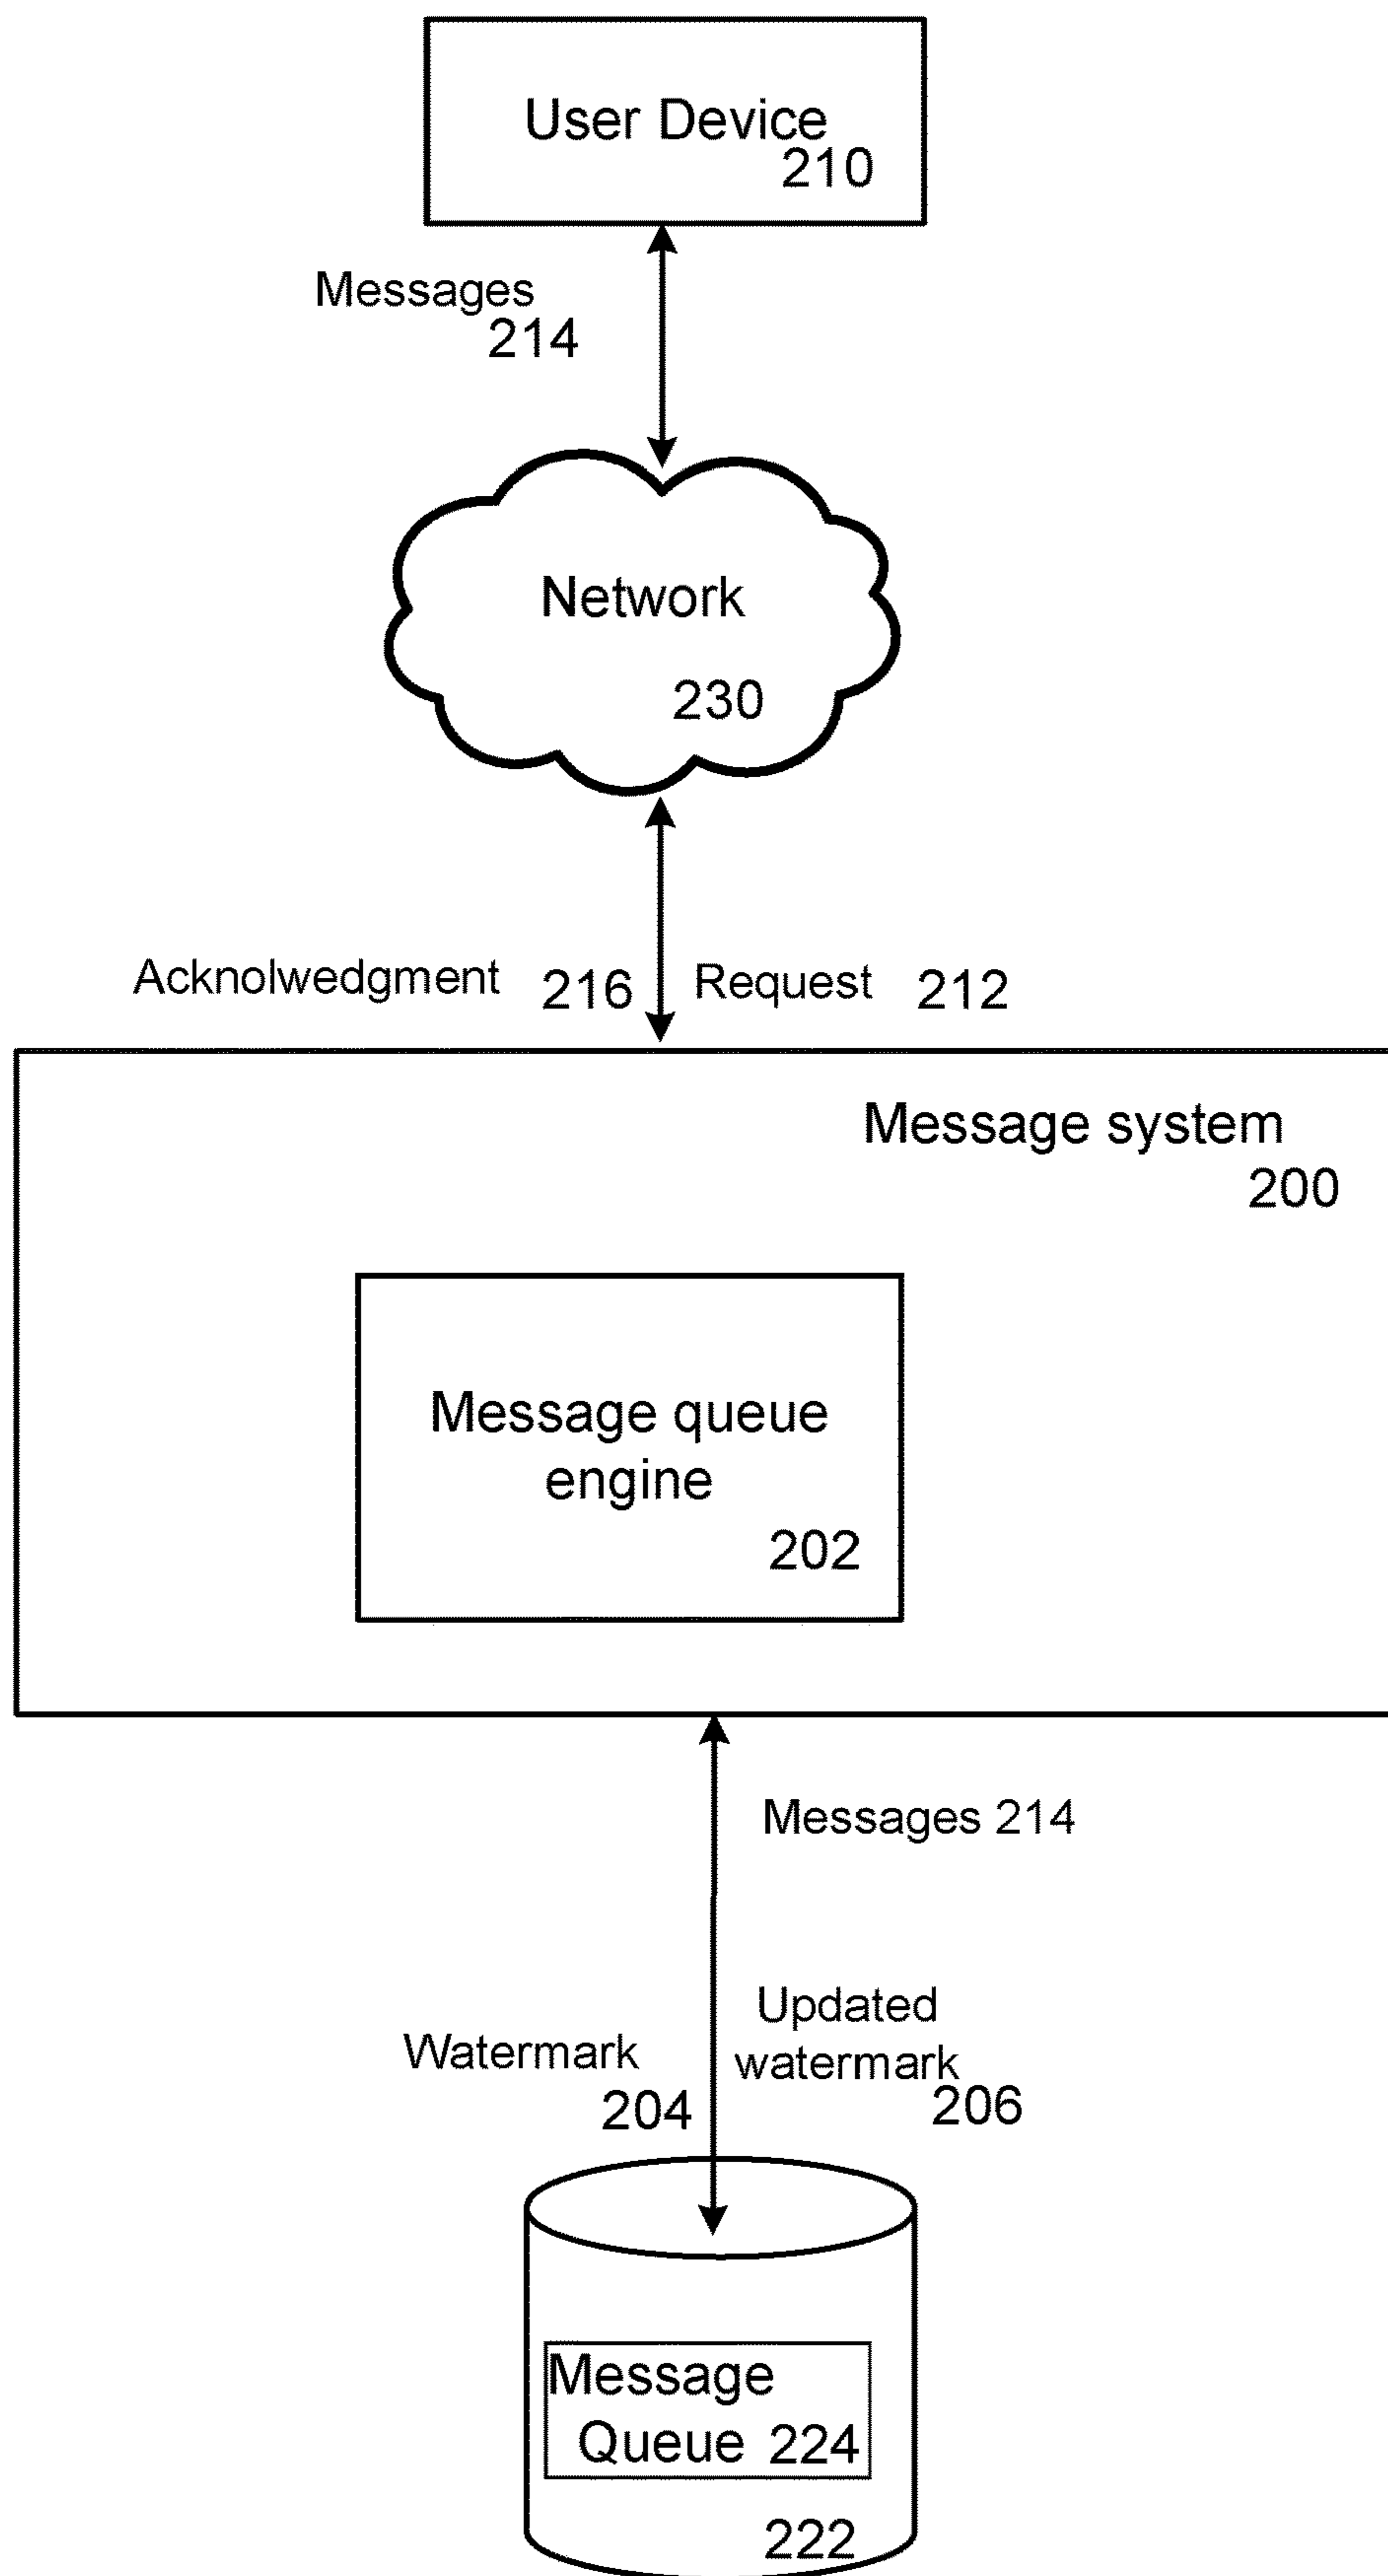 User Device
210
Messages
214
Network
230
Acknolwedgment 216 Request 212
Message system
200
Message queue
engine
202
Messages 214
Updated
Watermark watermark
204 206
Message
Queue 224
222